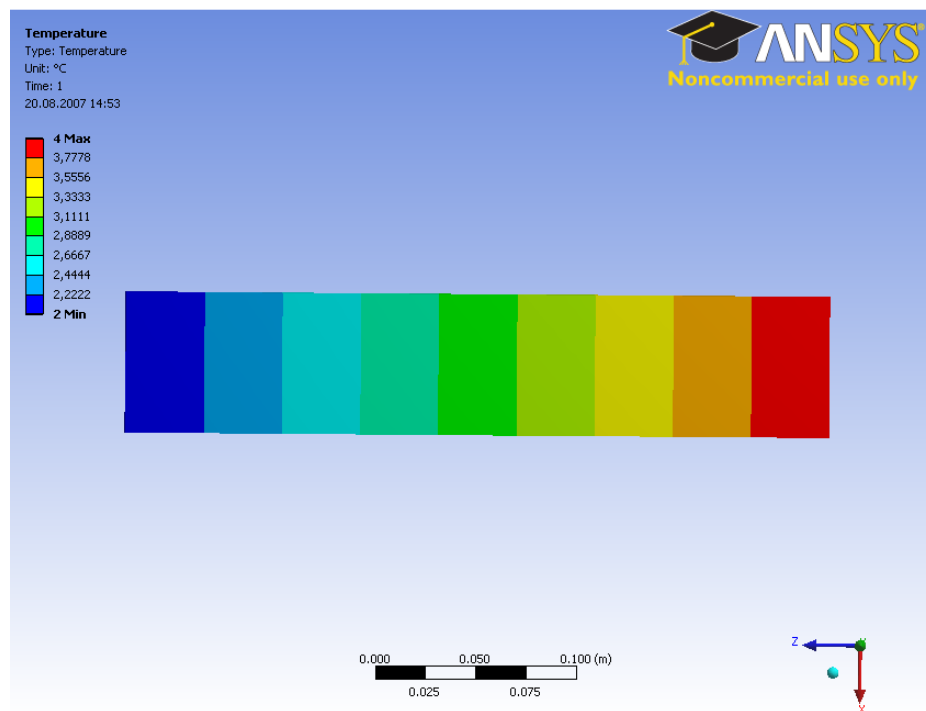 Temperature
Type: Temperature
Unit: °C
Time: 1
20.08.2007 14:53
ANSYS
Noncommercial use only
4 Max
3,7778
3,5556
3,3333
3,1111
2,8889
2,6667
2,4444
2,2222
2 Min
0.000 0.050 0.100 (m)
0.025 0.075
Z
X